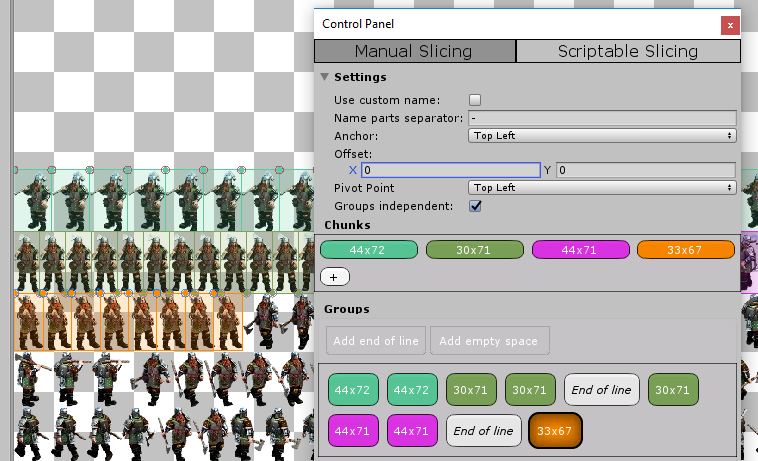 Control Panel
x
Manual Slicing Scriptable Slicing
Settings
Use custom name:
Name parts separator: -
Anchor: Top Left
Offset:
X 0 Y 0
Pivot Point Top Left
Groups independent:
Chunks
44x72 30x71 44x71 33x67
+
Groups
Add end of line Add empty space
44x72 44x72 30x71 30x71 End of line 30x71
44x71 44x71 End of line 33x67